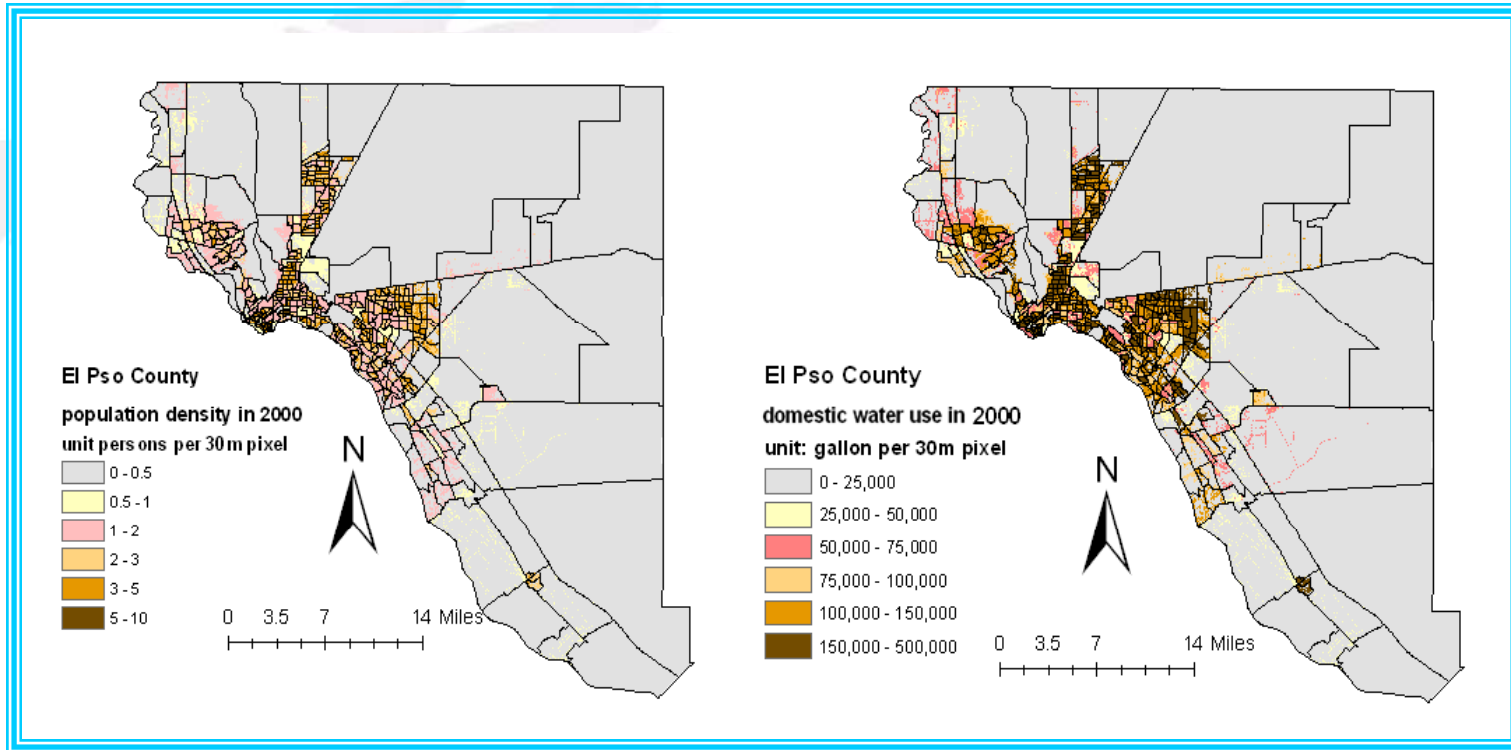 El Pso County
population density in 2000
unit persons per 30m pixel
0 - 0.5
0.5 - 1
1 - 2
2 - 3
3 - 5
5 - 10
N
0 3.5 7 14 Miles
El Pso County
domestic water use in 2000
unit: gallon per 30m pixel
0 - 25,000
25,000 - 50,000
50,000 - 75,000
75,000 - 100,000
100,000 - 150,000
150,000 - 500,000
N
0 3.5 7 14 Miles